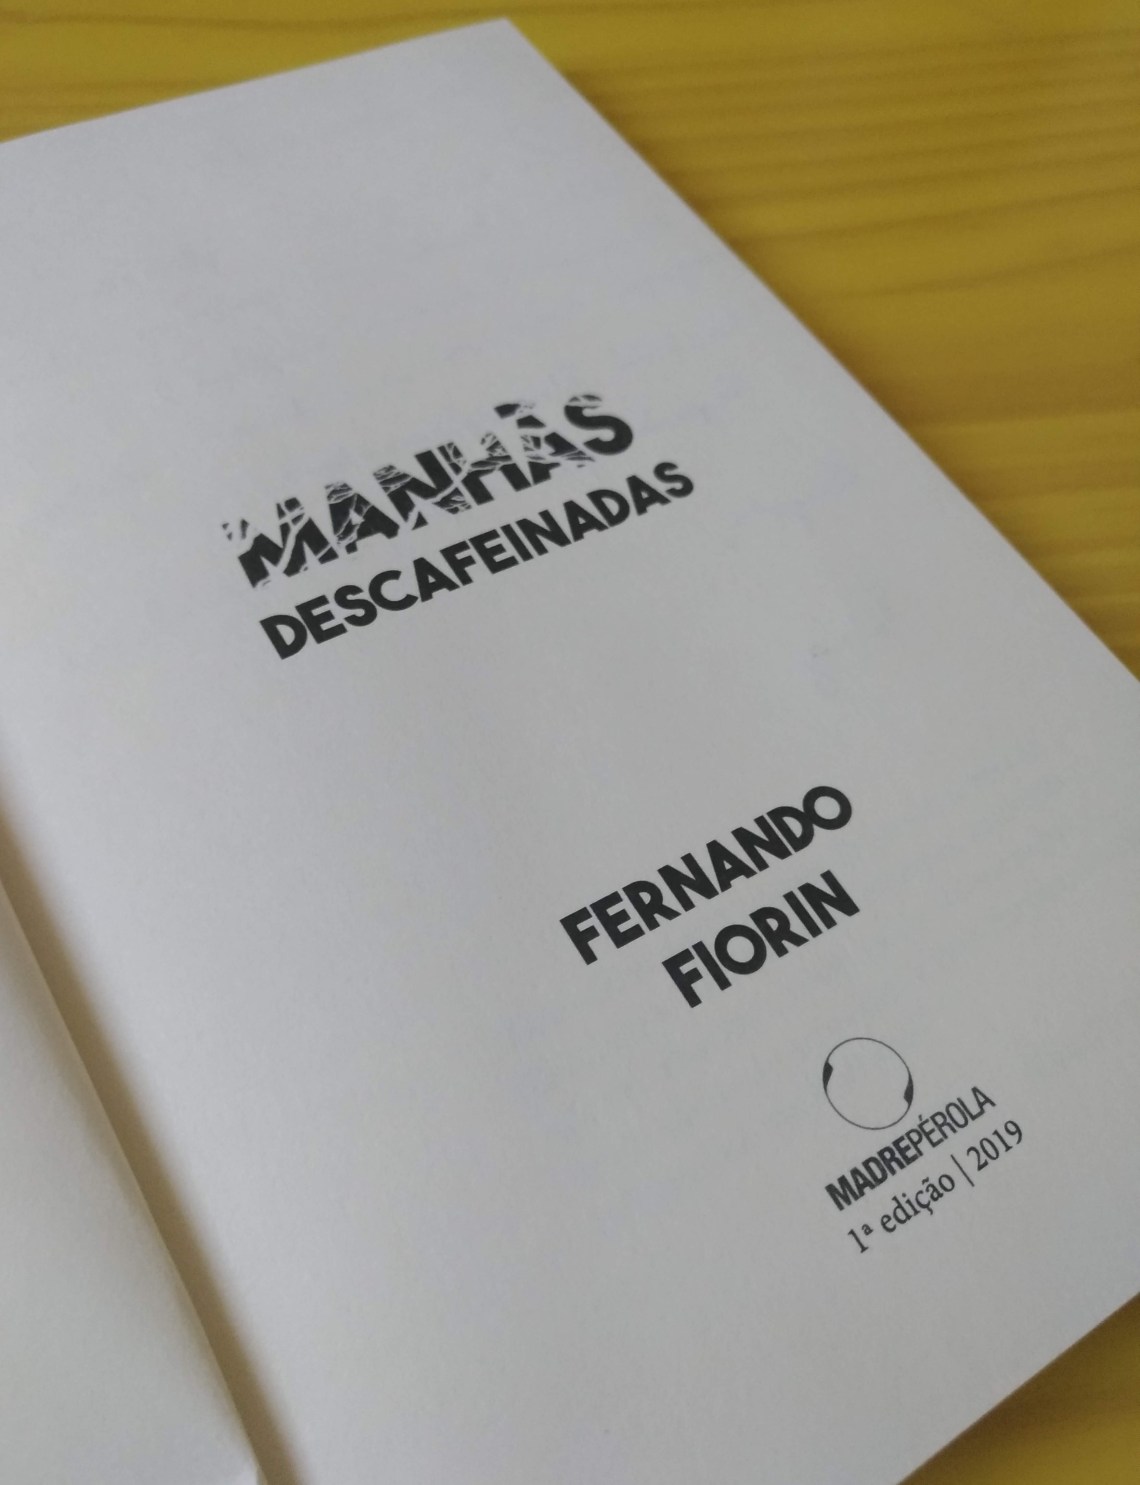 MANHÃS
DESCAFEINADAS
FERNANDO
FIORIN
MADREPÉROLA
1ª edição | 2019